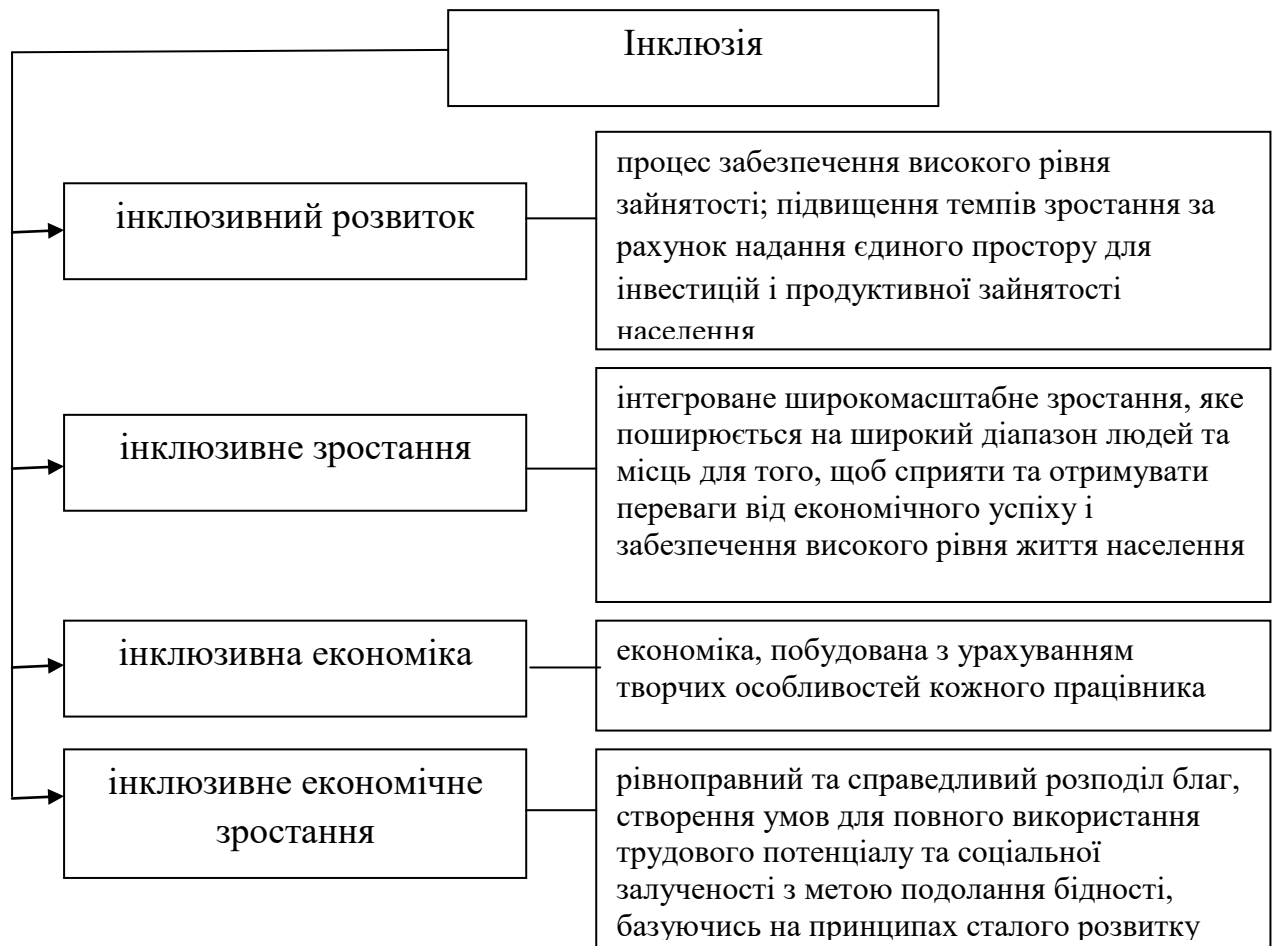 Інклюзія
інклюзивний розвиток
процес забезпечення високого рівня
зайнятості; підвищення темпів зростання за
рахунок надання єдиного простору для
інвестицій і продуктивної зайнятості
населення
інклюзивне зростання
інтегроване широкомасштабне зростання, яке
поширюється на широкий діапазон людей та
місць для того, щоб сприяти та отримувати
переваги від економічного успіху і
забезпечення високого рівня життя населення
інклюзивна економіка
економіка, побудована з урахуванням
творчих особливостей кожного працівника
інклюзивне економічне
зростання
рівноправний та справедливий розподіл благ,
створення умов для повного використання
трудового потенціалу та соціальної
залученості з метою подолання бідності,
базуючись на принципах сталого розвитку